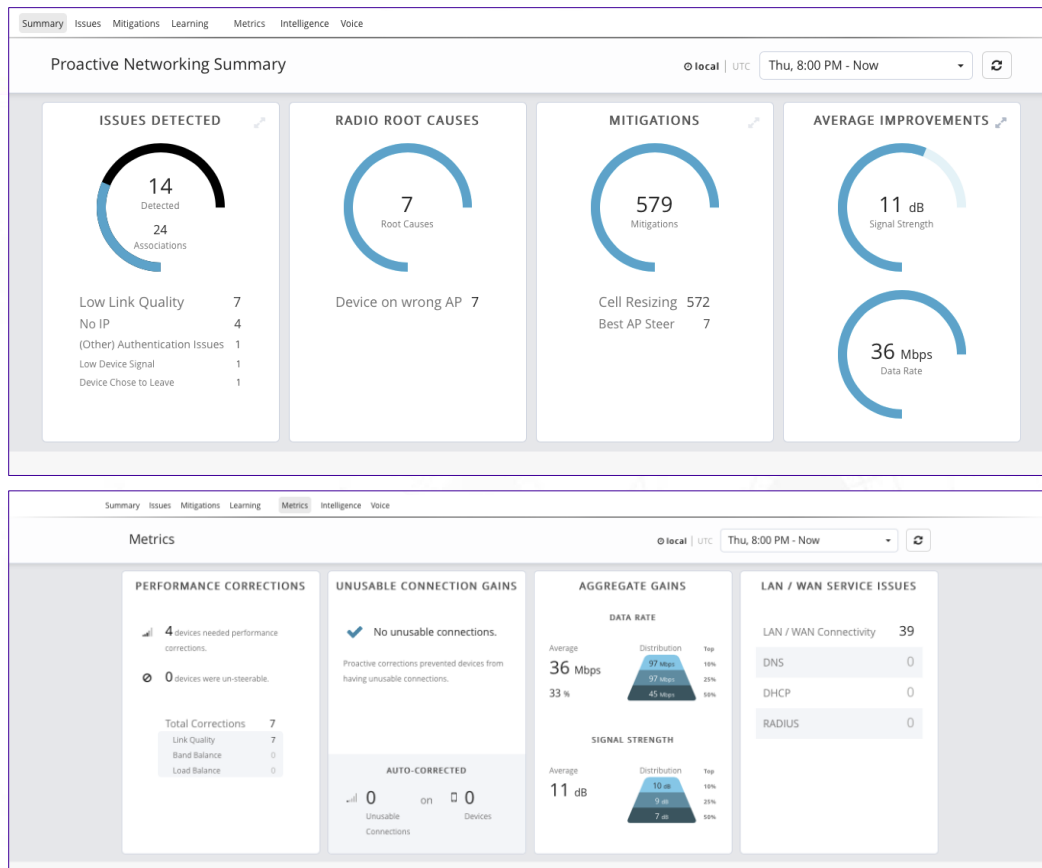 Summary Issues Mitigations Learning Metrics Intelligence Voice
Proactive Networking Summary
local | UTC Thu, 8:00 PM - Now
ISSUES DETECTED
14
Detected
24
Associations
Low Link Quality 7
No IP 4
(Other) Authentication Issues 1
Low Device Signal 1
Device Chose to Leave 1
RADIO ROOT CAUSES
7
Root Causes
Device on wrong AP 7
MITIGATIONS
579
Mitigations
Cell Resizing 572
Best AP Steer 7
AVERAGE IMPROVEMENTS
11 dB
Signal Strength
36 Mbps
Data Rate
Summary Issues Mitigations Learning Metrics Intelligence Voice
Metrics
local | UTC Thu, 8:00 PM - Now
PERFORMANCE CORRECTIONS
4 devices needed performance
corrections.
0 devices were un-steerable.
Total Corrections 7
Link Quality 7
Band Balance 0
Load Balance 0
UNUSABLE CONNECTION GAINS
No unusable connections.
Proactive corrections prevented devices from
having unusable connections.
AUTO-CORRECTED
0 on 0
Unusable Devices
Connections
AGGREGATE GAINS
DATA RATE
Average Distribution Top
36 Mbps
33 %
97 Mbps 10%
97 Mbps 25%
45 Mbps 50%
SIGNAL STRENGTH
Average Distribution Top
11 dB
10 dB 10%
9 dB 25%
7 dB 50%
LAN / WAN SERVICE ISSUES
LAN / WAN Connectivity 39
DNS 0
DHCP 0
RADIUS 0